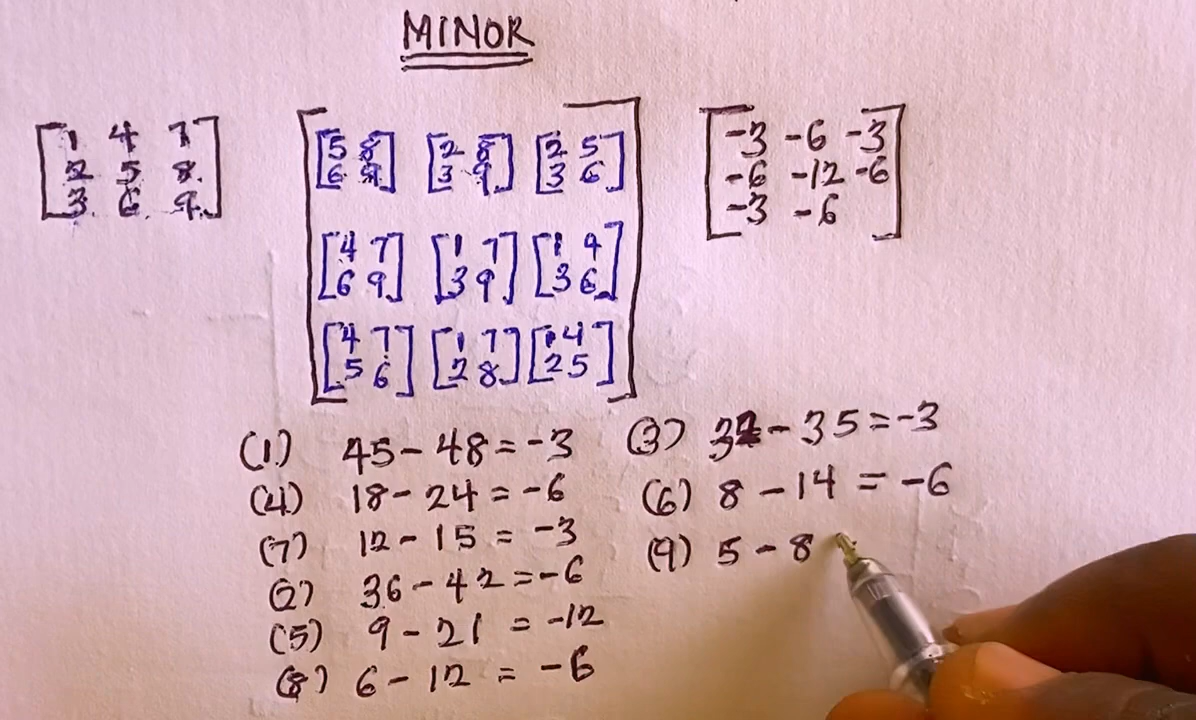 MINOR
[1 4 7] [[5 8] [2 8] [2 5] [-3 -6 -3]
[2 5 8] [6 9] [3 9] [3 6] [-6 -12 -6]
[3 6 9] [4 7] [1 7] [1 4] [-3 -6 ]
[6 9] [3 9] [3 6]
[4 7] [1 7] [1 4]
[5 6] [2 8] [2 5]]
(1) 45 - 48 = -3 (3) 32 - 35 = -3
(4) 18 - 24 = -6 (6) 8 - 14 = -6
(7) 12 - 15 = -3 (9) 5 - 8
(2) 36 - 42 = -6
(5) 9 - 21 = -12
(8) 6 - 12 = -6